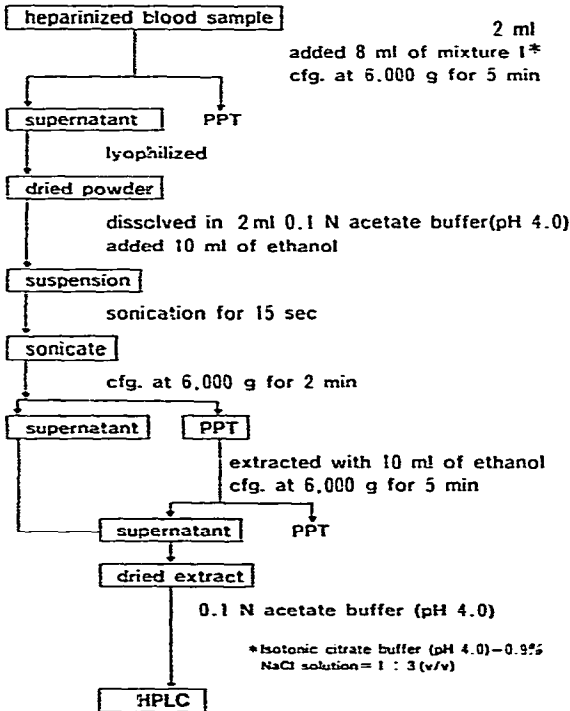 heparinized blood sample
2 ml
added 8 ml of mixture I*
cfg. at 6,000 g for 5 min
supernatant PPT
lyophilized
dried powder
dissolved in 2 ml 0.1 N acetate buffer(pH 4.0)
added 10 ml of ethanol
suspension
sonication for 15 sec
sonicate
cfg. at 6,000 g for 2 min
supernatant PPT
extracted with 10 ml of ethanol
cfg. at 6,000 g for 5 min
supernatant PPT
dried extract
0.1 N acetate buffer (pH 4.0)
*Isotonic citrate buffer (pH 4.0)-0.9%
NaCl solution= 1 : 3 (v/v)
HPLC